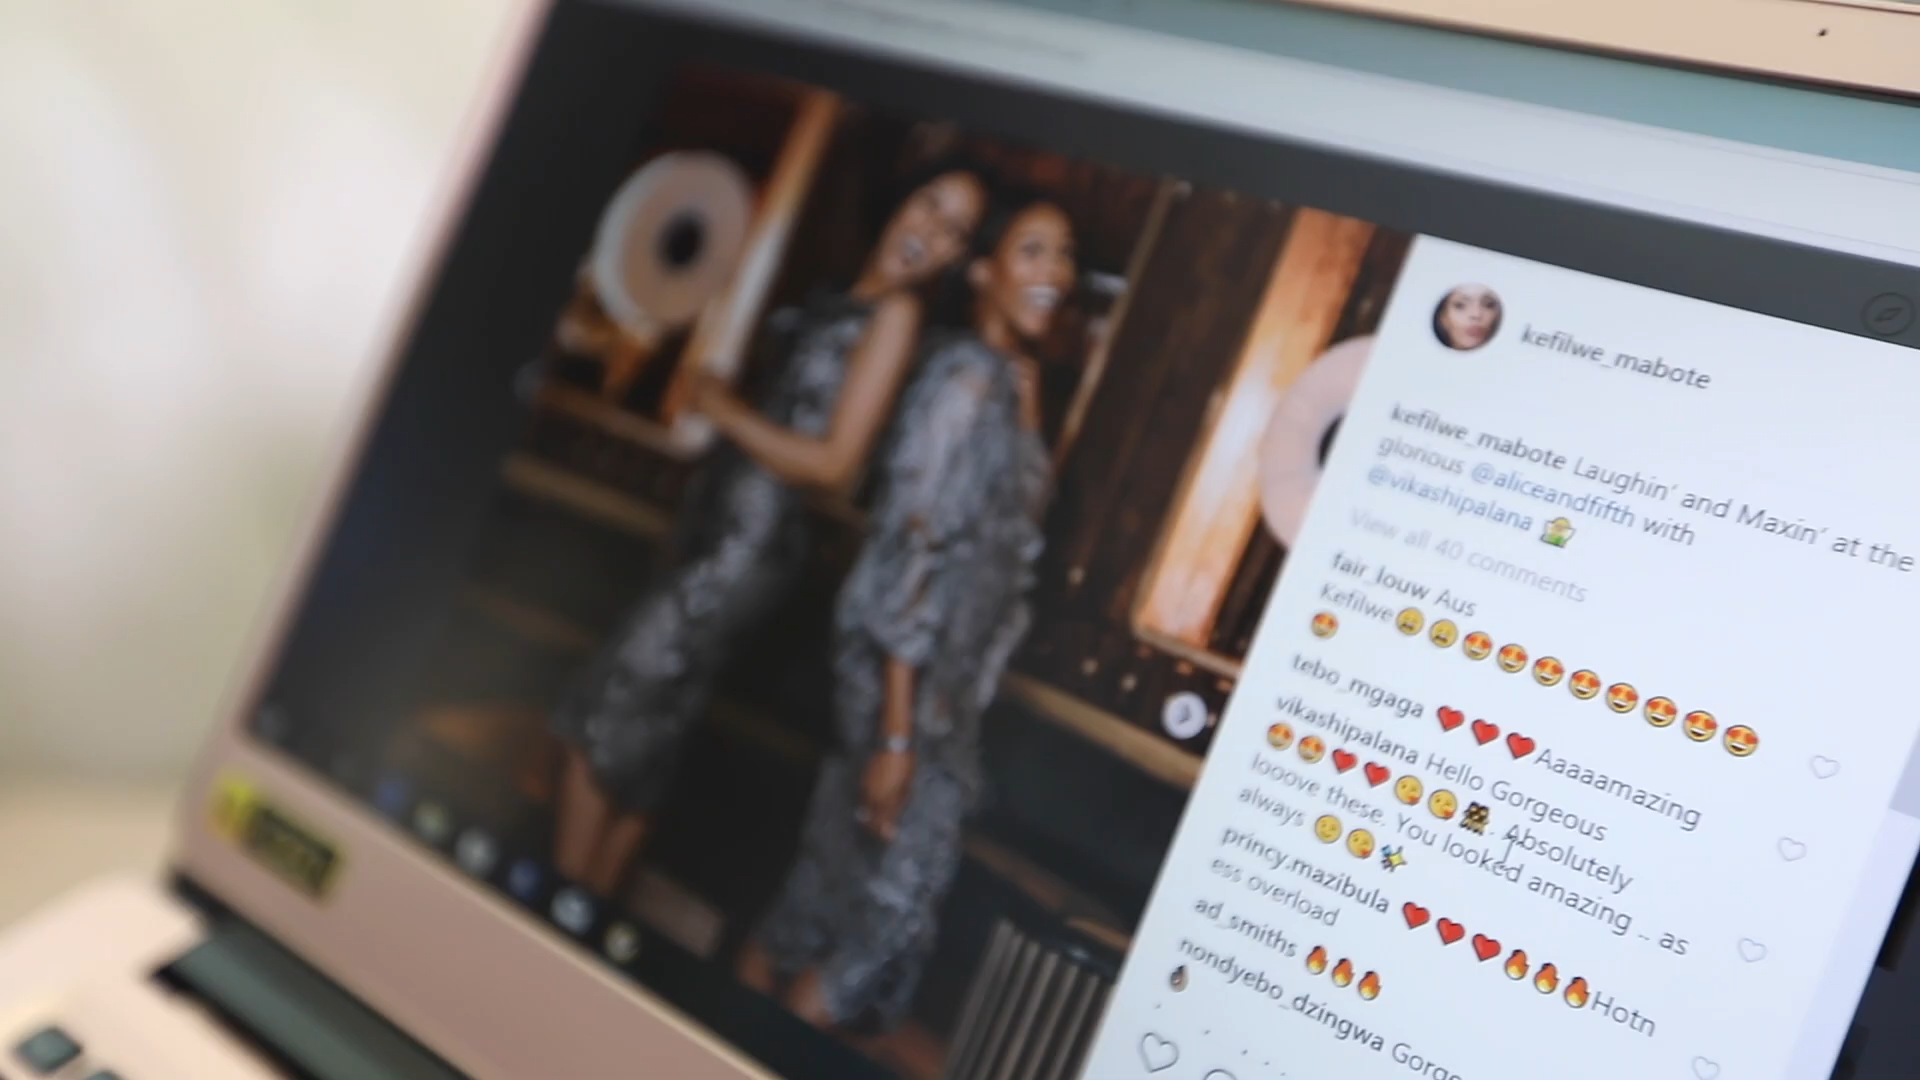 kefilwe_mabote
kefilwe_mabote Laughin' and Maxin' at the
glorious @aliceandfifth with
@vikashipalana
View all 40 comments
fair_louw Aus
Kefilwe😩😩😍😍😍😍😍😍😍😍
😍
tebo_mgaga ❤️❤️❤️Aaaaamazing
vikashipalana Hello Gorgeous
😍😍❤️❤️😘😘👯. Absolutely
looove these. You looked amazing .. as
always 😉😘✨
princy.mazibula ❤️❤️❤️🔥🔥🔥Hotn
ess overload
ad_smiths 🔥🔥🔥
nondyebo_dzingwa Gorge